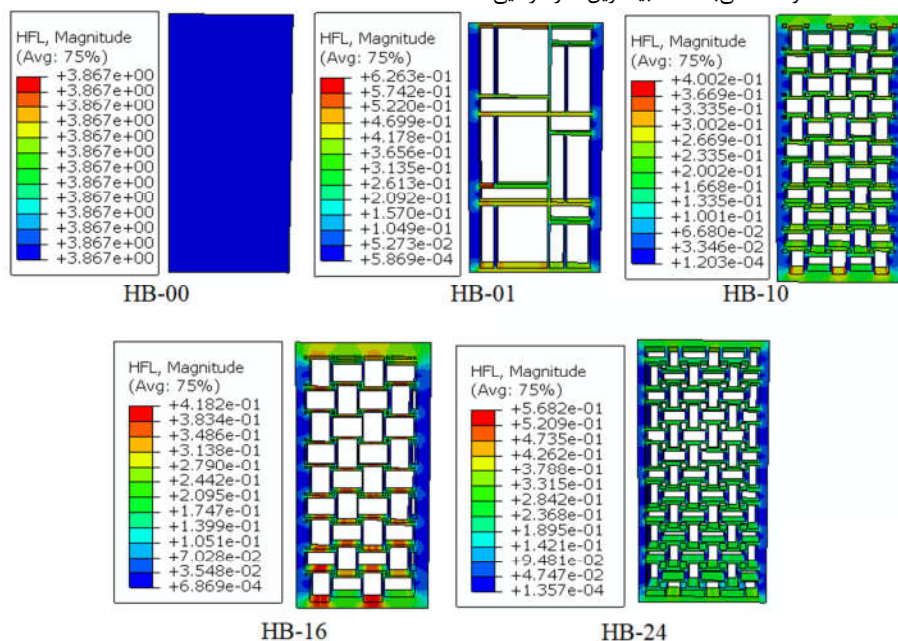 HFL, Magnitude
(Avg: 75%)
+3.867e+00
+3.867e+00
+3.867e+00
+3.867e+00
+3.867e+00
+3.867e+00
+3.867e+00
+3.867e+00
+3.867e+00
+3.867e+00
+3.867e+00
+3.867e+00
+3.867e+00
HB-00
HFL, Magnitude
(Avg: 75%)
+6.263e-01
+5.742e-01
+5.220e-01
+4.699e-01
+4.178e-01
+3.656e-01
+3.135e-01
+2.613e-01
+2.092e-01
+1.570e-01
+1.049e-01
+5.273e-02
+5.869e-04
HB-01
HFL, Magnitude
(Avg: 75%)
+4.002e-01
+3.669e-01
+3.335e-01
+3.002e-01
+2.669e-01
+2.335e-01
+2.002e-01
+1.668e-01
+1.335e-01
+1.001e-01
+6.680e-02
+3.346e-02
+1.203e-04
HB-10
HFL, Magnitude
(Avg: 75%)
+4.182e-01
+3.834e-01
+3.486e-01
+3.138e-01
+2.790e-01
+2.442e-01
+2.095e-01
+1.747e-01
+1.399e-01
+1.051e-01
+7.028e-02
+3.548e-02
+6.869e-04
HB-16
HFL, Magnitude
(Avg: 75%)
+5.682e-01
+5.209e-01
+4.735e-01
+4.262e-01
+3.788e-01
+3.315e-01
+2.842e-01
+2.368e-01
+1.895e-01
+1.421e-01
+9.481e-02
+4.747e-02
+1.357e-04
HB-24